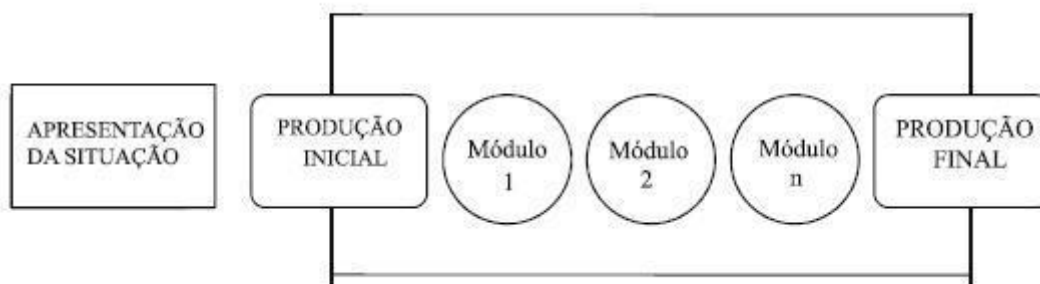 APRESENTAÇÃO
DA SITUAÇÃO
PRODUÇÃO
INICIAL
Módulo
1
Módulo
2
Módulo
n
PRODUÇÃO
FINAL